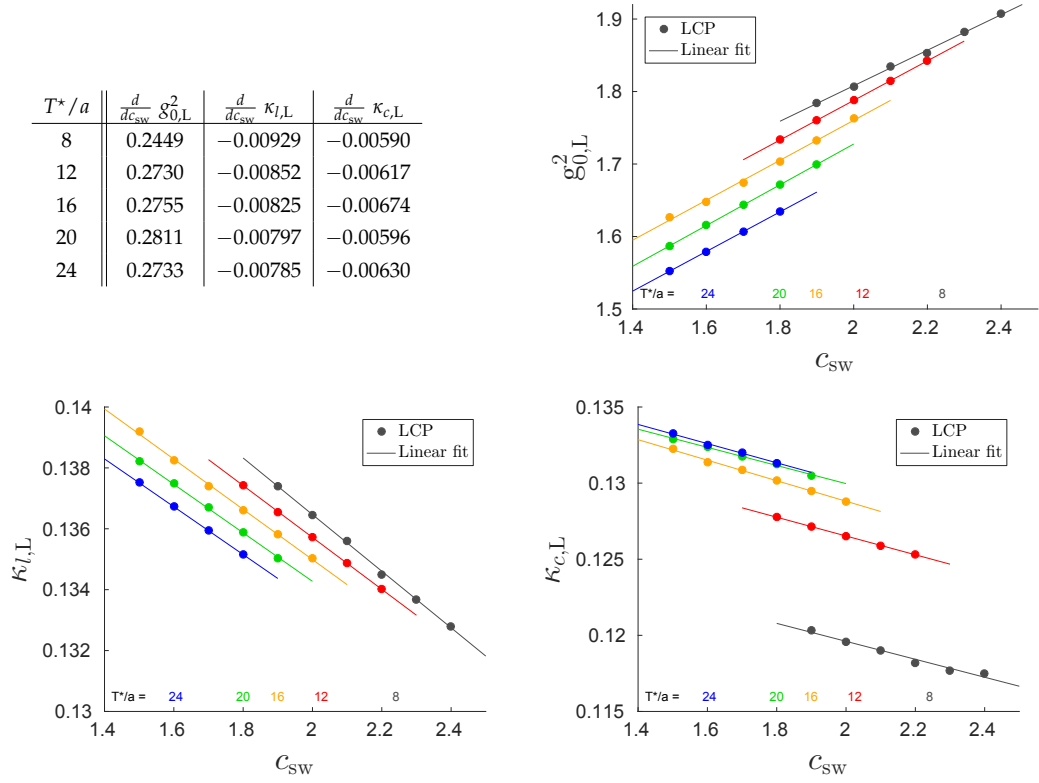 T⋆/a d/dc_sw g²_0,L d/dc_sw κ_l,L d/dc_sw κ_c,L
8 0.2449 −0.00929 −0.00590
12 0.2730 −0.00852 −0.00617
16 0.2755 −0.00825 −0.00674
20 0.2811 −0.00797 −0.00596
24 0.2733 −0.00785 −0.00630
LCP
Linear fit
g²_0,L
1.9
1.8
1.7
1.6
1.5
T*/a = 24 20 16 12 8
1.4 1.6 1.8 2 2.2 2.4
c_sw
LCP
Linear fit
κ_l,L
0.14
0.138
0.136
0.134
0.132
0.13
T*/a = 24 20 16 12 8
1.4 1.6 1.8 2 2.2 2.4
c_sw
LCP
Linear fit
κ_c,L
0.135
0.13
0.125
0.12
0.115
T*/a = 24 20 16 12 8
1.4 1.6 1.8 2 2.2 2.4
c_sw